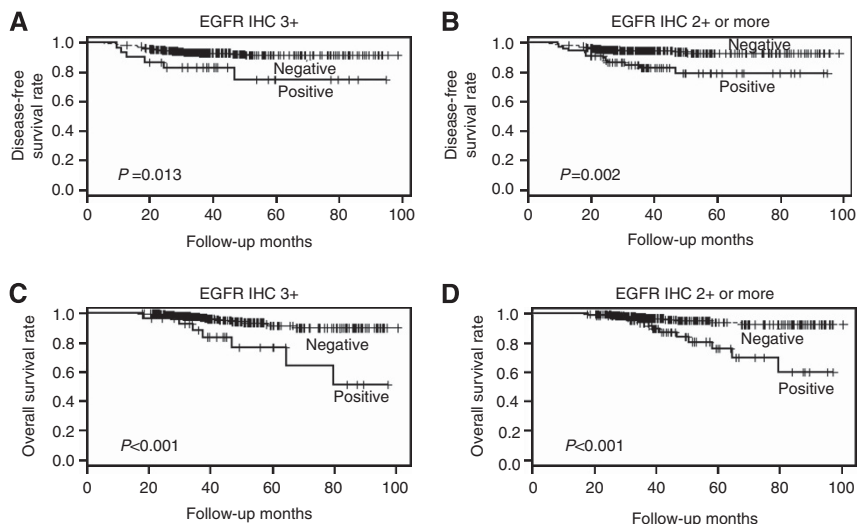 A
EGFR IHC 3+
Disease-free
survival rate
1.0
0.8
0.6
0.4
0.2
0.0
Negative
Positive
P =0.013
0 20 40 60 80 100
Follow-up months
B
EGFR IHC 2+ or more
Disease-free
survival rate
1.0
0.8
0.6
0.4
0.2
0.0
Negative
Positive
P=0.002
0 20 40 60 80 100
Follow-up months
C
EGFR IHC 3+
Overall survival rate
1.0
0.8
0.6
0.4
0.2
0.0
Negative
Positive
P<0.001
0 20 40 60 80 100
Follow-up months
D
EGFR IHC 2+ or more
Overall survival rate
1.0
0.8
0.6
0.4
0.2
0.0
Negative
Positive
P<0.001
0 20 40 60 80 100
Follow-up months